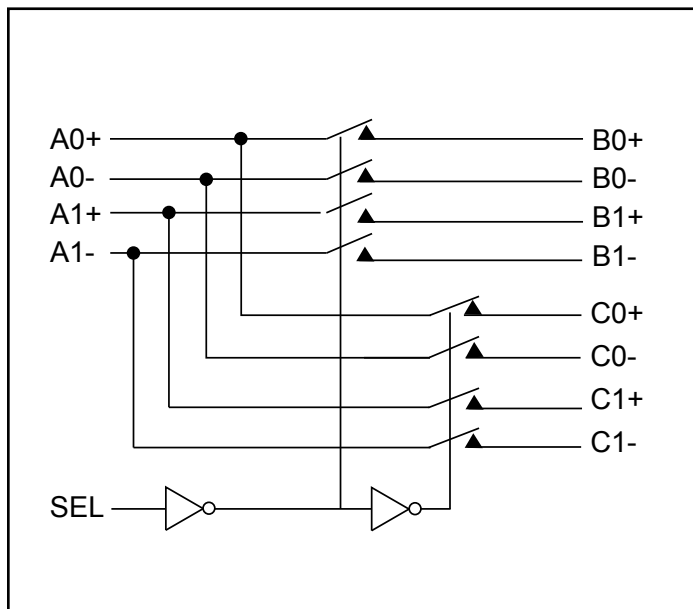 A0+
B0+
A0-
B0-
A1+
B1+
A1-
B1-
C0+
C0-
C1+
C1-
SEL